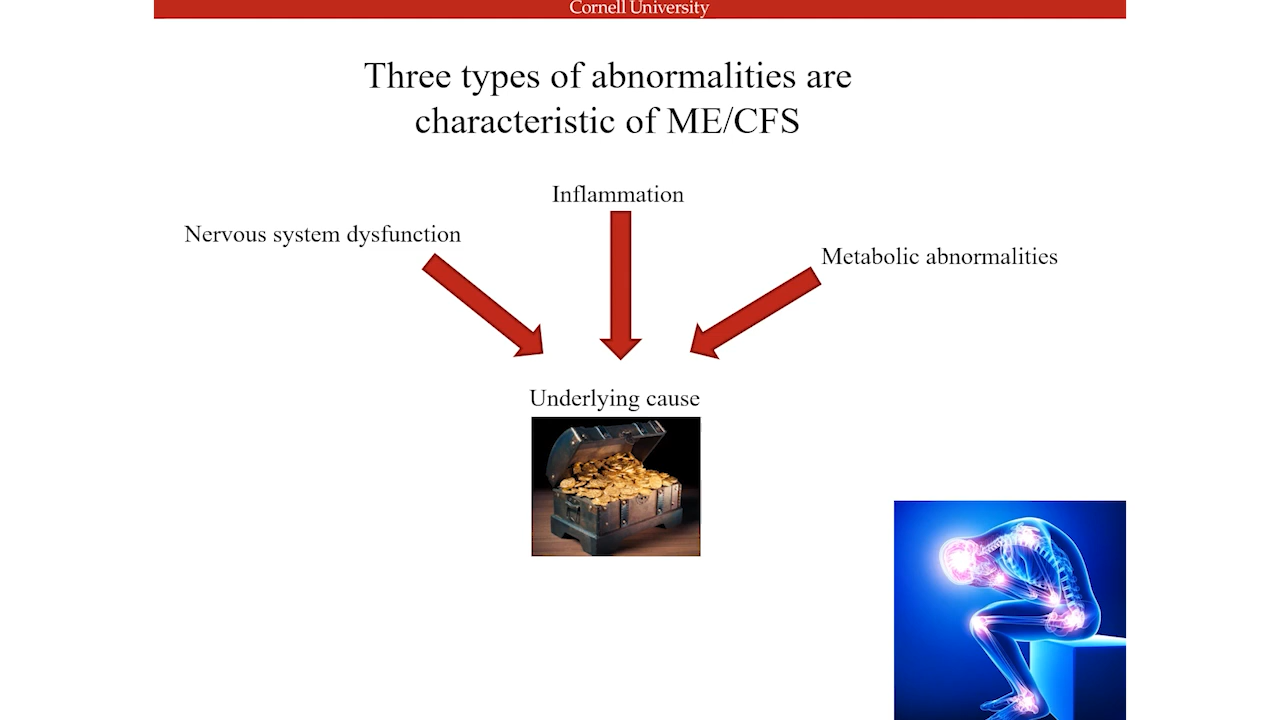 Cornell University
Three types of abnormalities are
characteristic of ME/CFS
Inflammation
Nervous system dysfunction
Metabolic abnormalities
Underlying cause